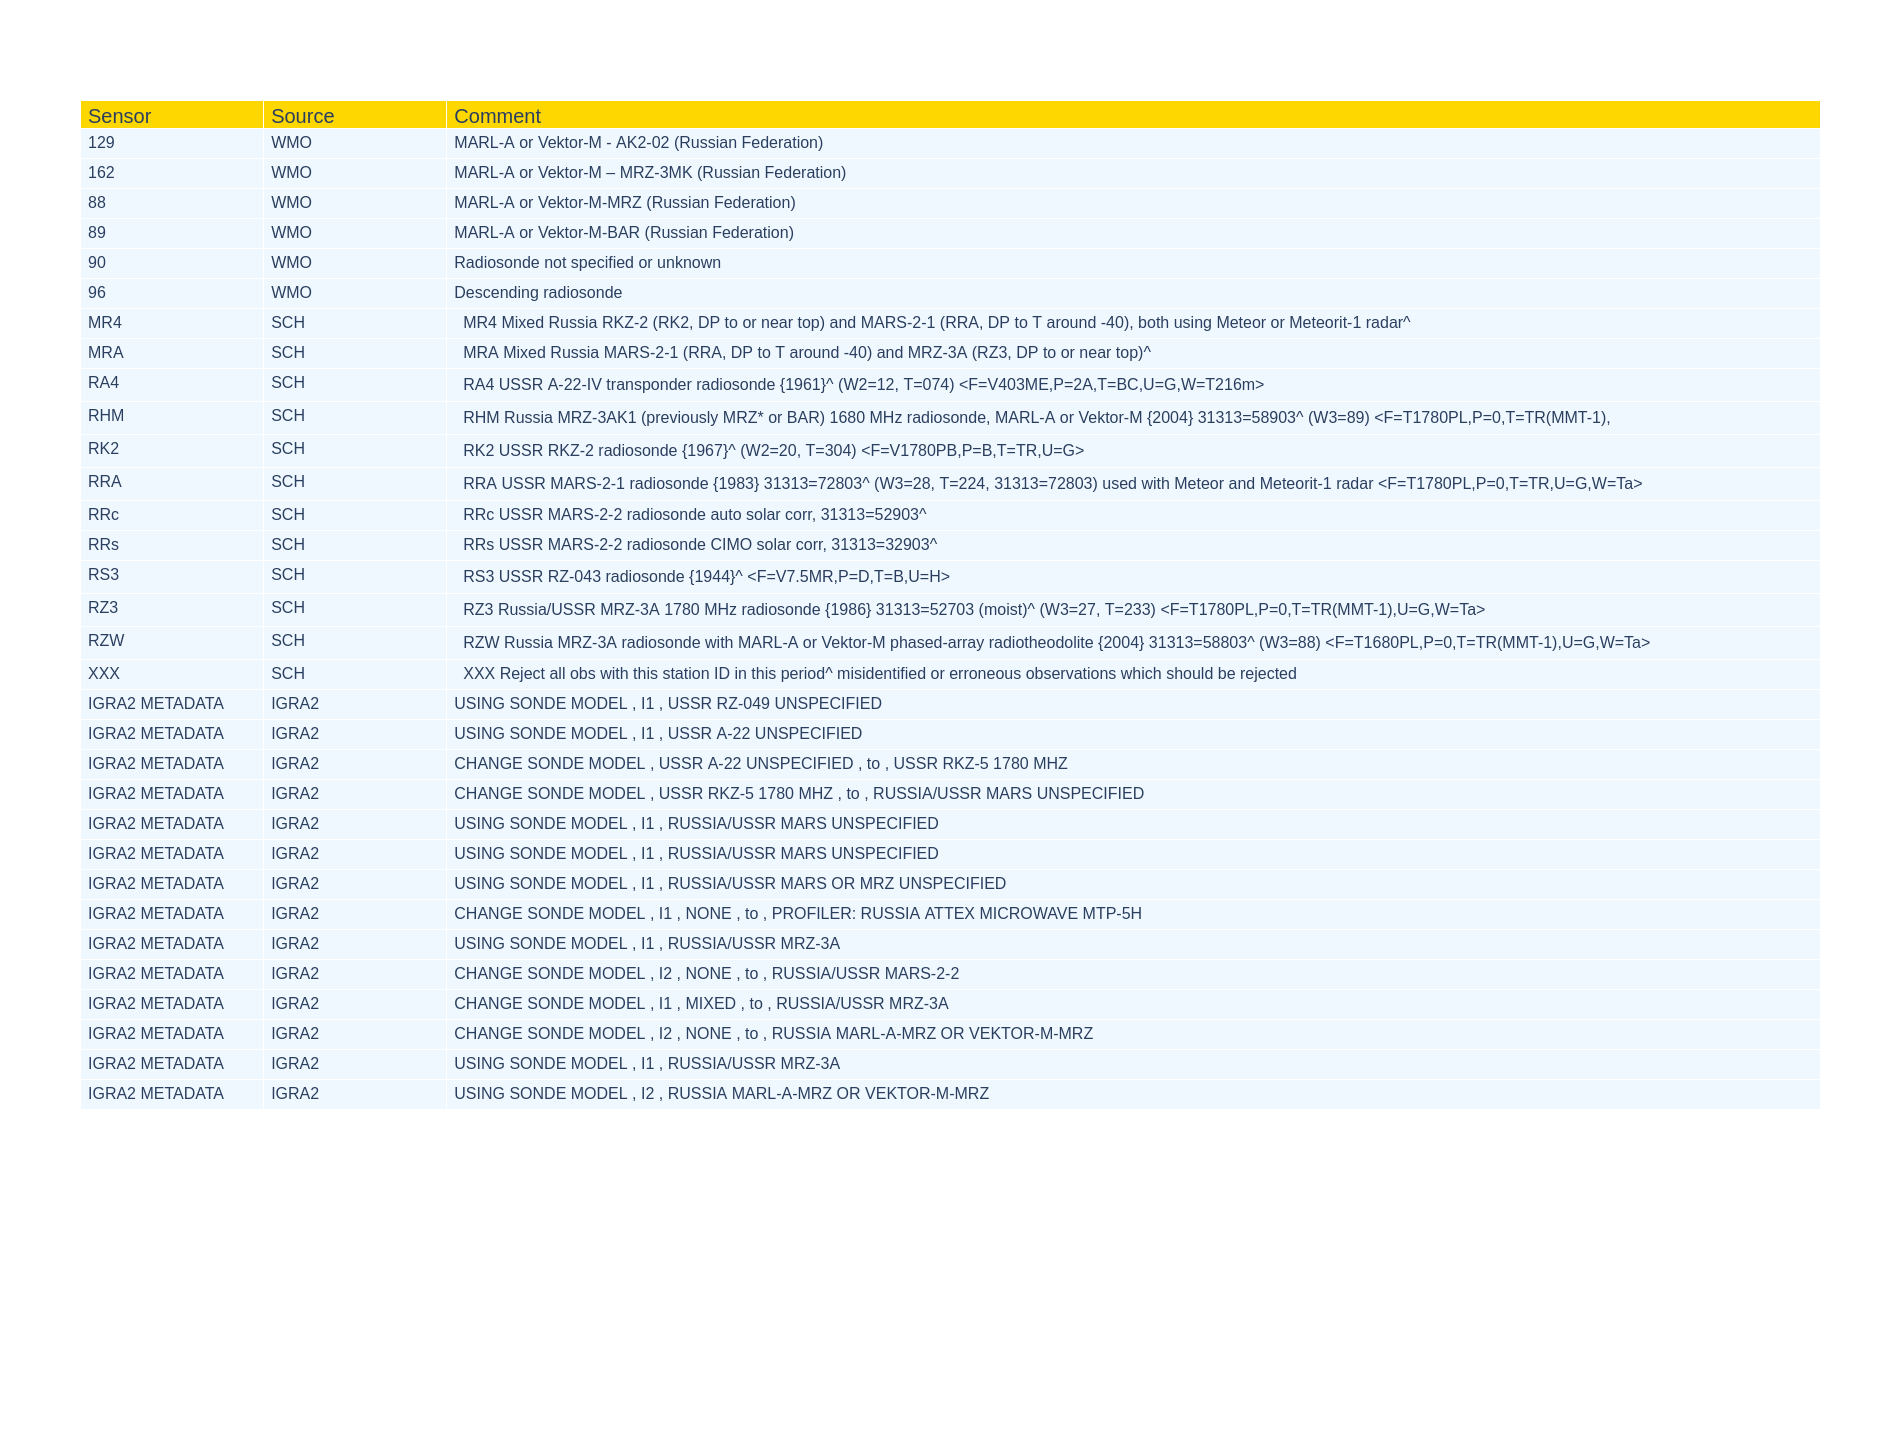 Sensor Source Comment
129 WMO MARL-A or Vektor-M - AK2-02 (Russian Federation)
162 WMO MARL-A or Vektor-M – MRZ-3MK (Russian Federation)
88 WMO MARL-A or Vektor-M-MRZ (Russian Federation)
89 WMO MARL-A or Vektor-M-BAR (Russian Federation)
90 WMO Radiosonde not specified or unknown
96 WMO Descending radiosonde
MR4 SCH MR4 Mixed Russia RKZ-2 (RK2, DP to or near top) and MARS-2-1 (RRA, DP to T around -40), both using Meteor or Meteorit-1 radar^
MRA SCH MRA Mixed Russia MARS-2-1 (RRA, DP to T around -40) and MRZ-3A (RZ3, DP to or near top)^
RA4 SCH RA4 USSR A-22-IV transponder radiosonde {1961}^ (W2=12, T=074) <F=V403ME,P=2A,T=BC,U=G,W=T216m>
RHM SCH RHM Russia MRZ-3AK1 (previously MRZ* or BAR) 1680 MHz radiosonde, MARL-A or Vektor-M {2004} 31313=58903^ (W3=89) <F=T1780PL,P=0,T=TR(MMT-1),
RK2 SCH RK2 USSR RKZ-2 radiosonde {1967}^ (W2=20, T=304) <F=V1780PB,P=B,T=TR,U=G>
RRA SCH RRA USSR MARS-2-1 radiosonde {1983} 31313=72803^ (W3=28, T=224, 31313=72803) used with Meteor and Meteorit-1 radar <F=T1780PL,P=0,T=TR,U=G,W=Ta>
RRc SCH RRc USSR MARS-2-2 radiosonde auto solar corr, 31313=52903^
RRs SCH RRs USSR MARS-2-2 radiosonde CIMO solar corr, 31313=32903^
RS3 SCH RS3 USSR RZ-043 radiosonde {1944}^ <F=V7.5MR,P=D,T=B,U=H>
RZ3 SCH RZ3 Russia/USSR MRZ-3A 1780 MHz radiosonde {1986} 31313=52703 (moist)^ (W3=27, T=233) <F=T1780PL,P=0,T=TR(MMT-1),U=G,W=Ta>
RZW SCH RZW Russia MRZ-3A radiosonde with MARL-A or Vektor-M phased-array radiotheodolite {2004} 31313=58803^ (W3=88) <F=T1680PL,P=0,T=TR(MMT-1),U=G,W=Ta>
XXX SCH XXX Reject all obs with this station ID in this period^ misidentified or erroneous observations which should be rejected
IGRA2 METADATA IGRA2 USING SONDE MODEL , I1 , USSR RZ-049 UNSPECIFIED
IGRA2 METADATA IGRA2 USING SONDE MODEL , I1 , USSR A-22 UNSPECIFIED
IGRA2 METADATA IGRA2 CHANGE SONDE MODEL , USSR A-22 UNSPECIFIED , to , USSR RKZ-5 1780 MHZ
IGRA2 METADATA IGRA2 CHANGE SONDE MODEL , USSR RKZ-5 1780 MHZ , to , RUSSIA/USSR MARS UNSPECIFIED
IGRA2 METADATA IGRA2 USING SONDE MODEL , I1 , RUSSIA/USSR MARS UNSPECIFIED
IGRA2 METADATA IGRA2 USING SONDE MODEL , I1 , RUSSIA/USSR MARS UNSPECIFIED
IGRA2 METADATA IGRA2 USING SONDE MODEL , I1 , RUSSIA/USSR MARS OR MRZ UNSPECIFIED
IGRA2 METADATA IGRA2 CHANGE SONDE MODEL , I1 , NONE , to , PROFILER: RUSSIA ATTEX MICROWAVE MTP-5H
IGRA2 METADATA IGRA2 USING SONDE MODEL , I1 , RUSSIA/USSR MRZ-3A
IGRA2 METADATA IGRA2 CHANGE SONDE MODEL , I2 , NONE , to , RUSSIA/USSR MARS-2-2
IGRA2 METADATA IGRA2 CHANGE SONDE MODEL , I1 , MIXED , to , RUSSIA/USSR MRZ-3A
IGRA2 METADATA IGRA2 CHANGE SONDE MODEL , I2 , NONE , to , RUSSIA MARL-A-MRZ OR VEKTOR-M-MRZ
IGRA2 METADATA IGRA2 USING SONDE MODEL , I1 , RUSSIA/USSR MRZ-3A
IGRA2 METADATA IGRA2 USING SONDE MODEL , I2 , RUSSIA MARL-A-MRZ OR VEKTOR-M-MRZ